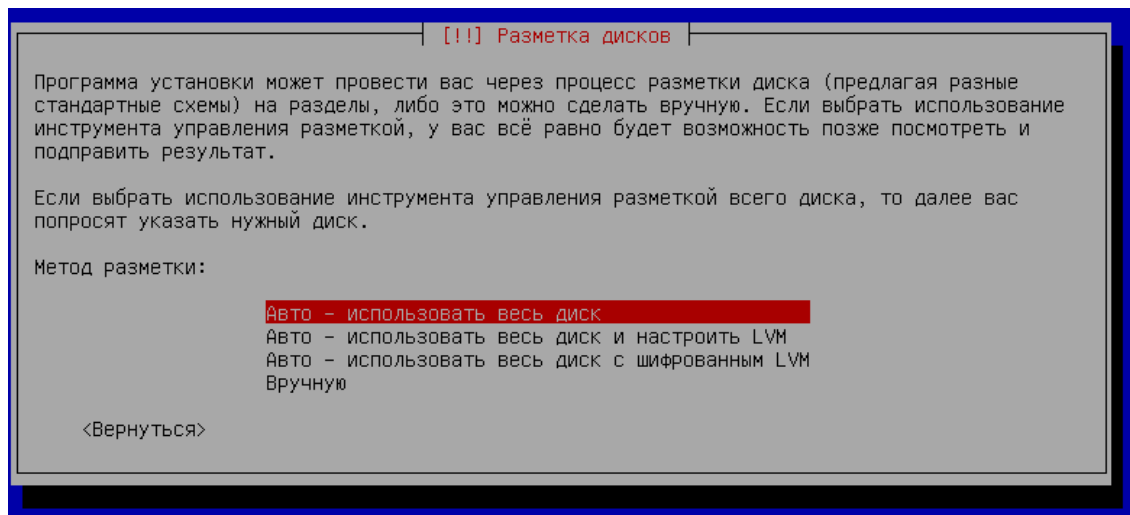 [!!] Разметка дисков
Программа установки может провести вас через процесс разметки диска (предлагая разные
стандартные схемы) на разделы, либо это можно сделать вручную. Если выбрать использование
инструмента управления разметкой, у вас всё равно будет возможность позже посмотреть и
подправить результат.
Если выбрать использование инструмента управления разметкой всего диска, то далее вас
попросят указать нужный диск.
Метод разметки:
Авто - использовать весь диск
Авто - использовать весь диск и настроить LVM
Авто - использовать весь диск с шифрованным LVM
Вручную
<Вернуться>